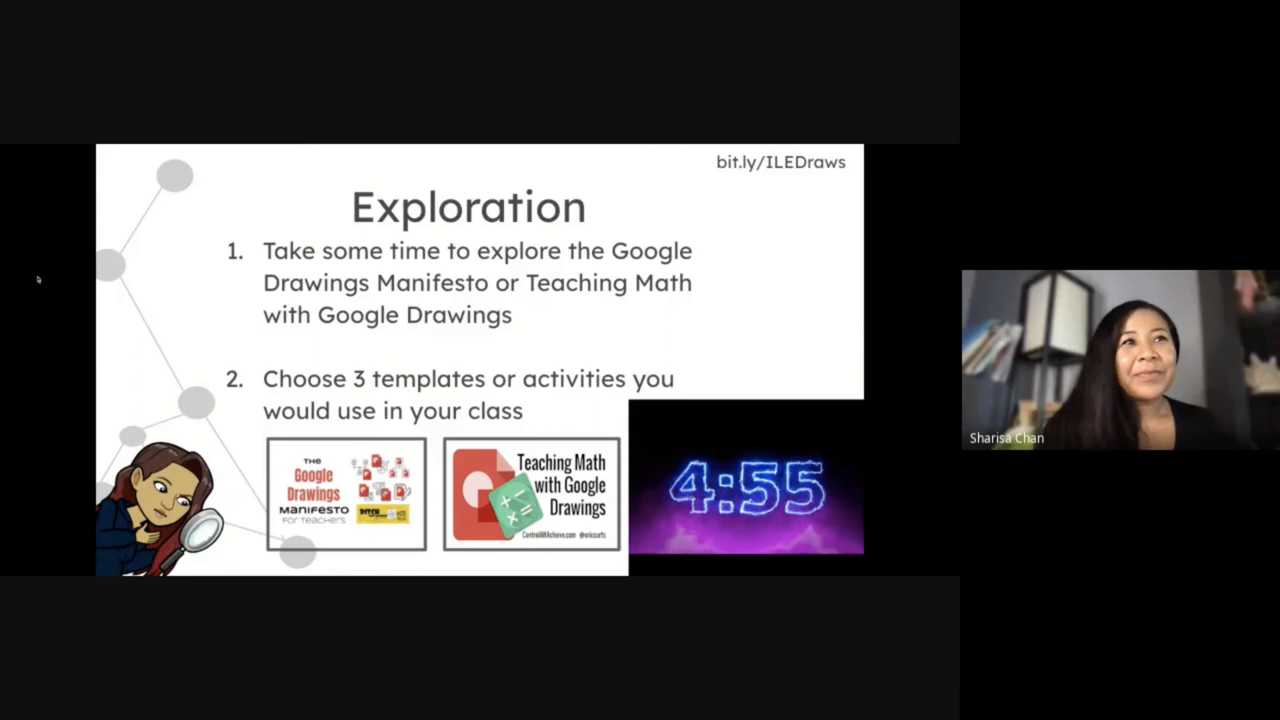 bit.ly/ILEDraws
Exploration
1. Take some time to explore the Google
Drawings Manifesto or Teaching Math
with Google Drawings
2. Choose 3 templates or activities you
would use in your class
THE
Google
Drawings
MANIFESTO
FOR TEACHERS
DITCH
Teaching Math
with Google
Drawings
ControlAltAchieve.com @ericcurts
4:55
Sharisa Chan